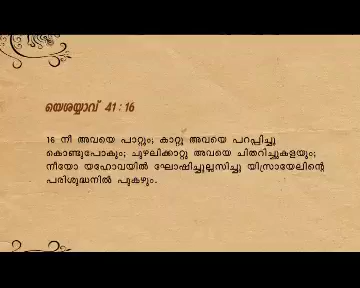 യെശയ്യാവ് 41 : 16
16 നീ അവയെ പാറ്റും; കാറ്റു അവയെ പറപ്പിച്ചു
കൊണ്ടുപോകും; ചുഴലിക്കാറ്റു അവയെ ചിതറിച്ചുകളയും;
നീയോ യഹോവയിൽ ഘോഷിച്ചുല്ലസിച്ചു യിസ്രായേലിന്റെ
പരിശുദ്ധനിൽ പുകഴും.